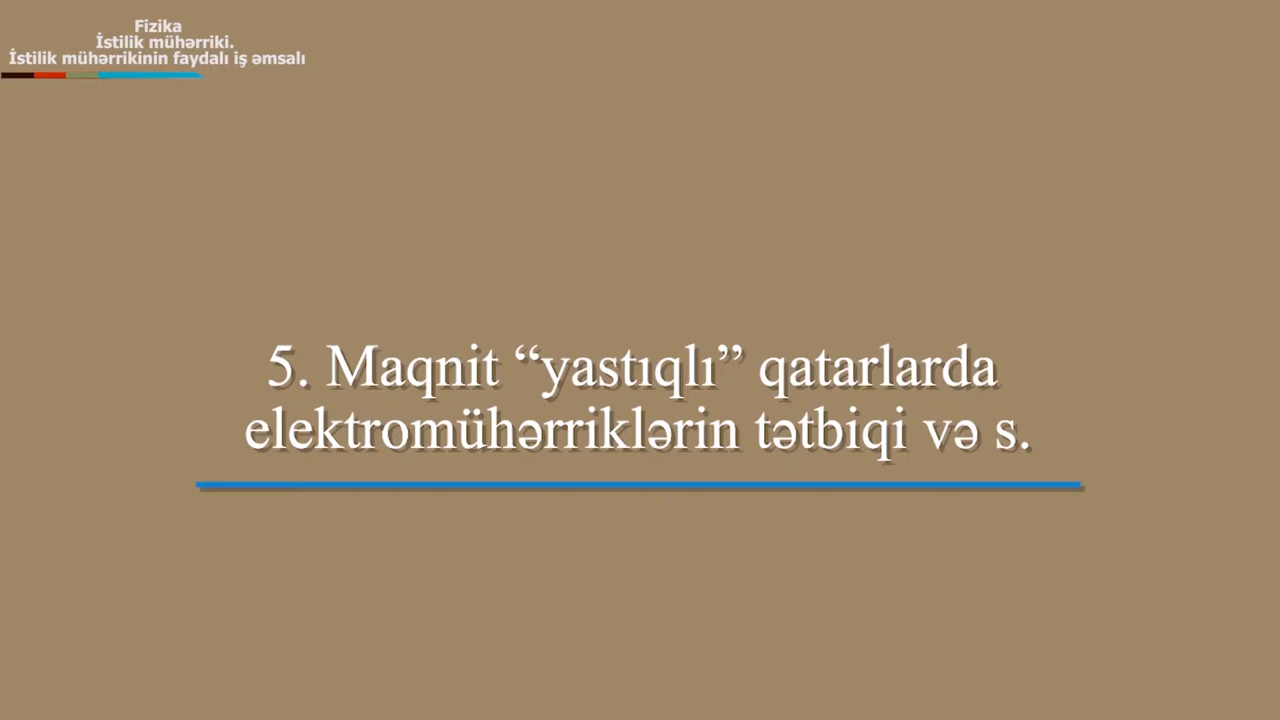 Fizika
İstilik mühərriki.
İstilik mühərrikinin faydalı iş əmsalı
5. Maqnit “yastıqlı” qatarlarda
elektromühərriklərin tətbiqi və s.